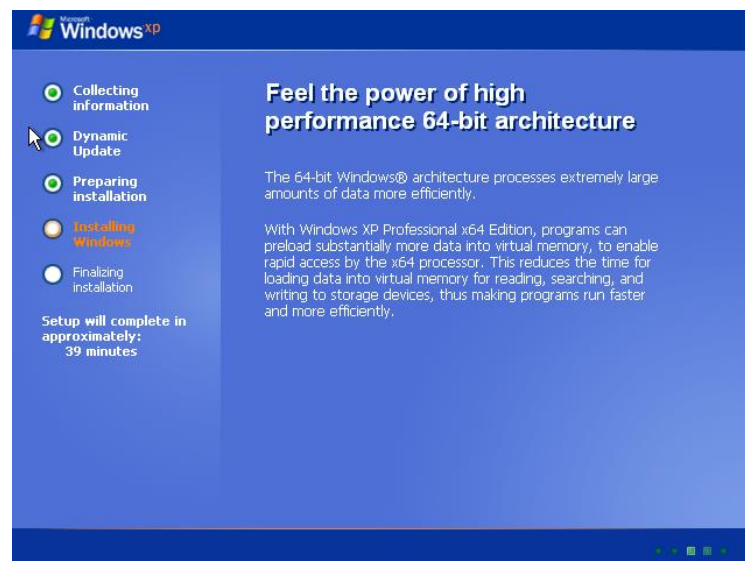 Microsoft
Windows xp
Collecting
information
Dynamic
Update
Preparing
installation
Installing
Windows
Finalizing
installation
Setup will complete in
approximately:
39 minutes
Feel the power of high
performance 64-bit architecture
The 64-bit Windows® architecture processes extremely large
amounts of data more efficiently.
With Windows XP Professional x64 Edition, programs can
preload substantially more data into virtual memory, to enable
rapid access by the x64 processor. This reduces the time for
loading data into virtual memory for reading, searching, and
writing to storage devices, thus making programs run faster
and more efficiently.